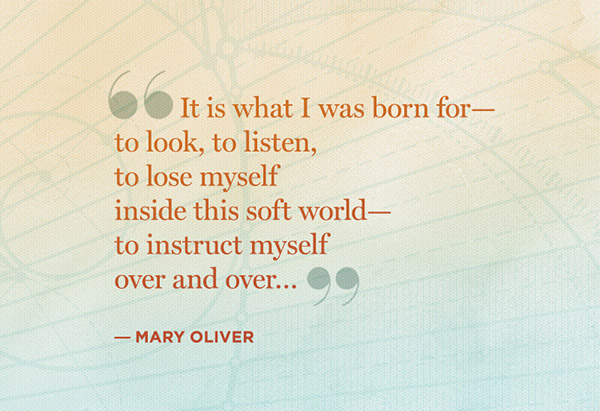 “It is what I was born for—
to look, to listen,
to lose myself
inside this soft world—
to instruct myself
over and over...”
— MARY OLIVER